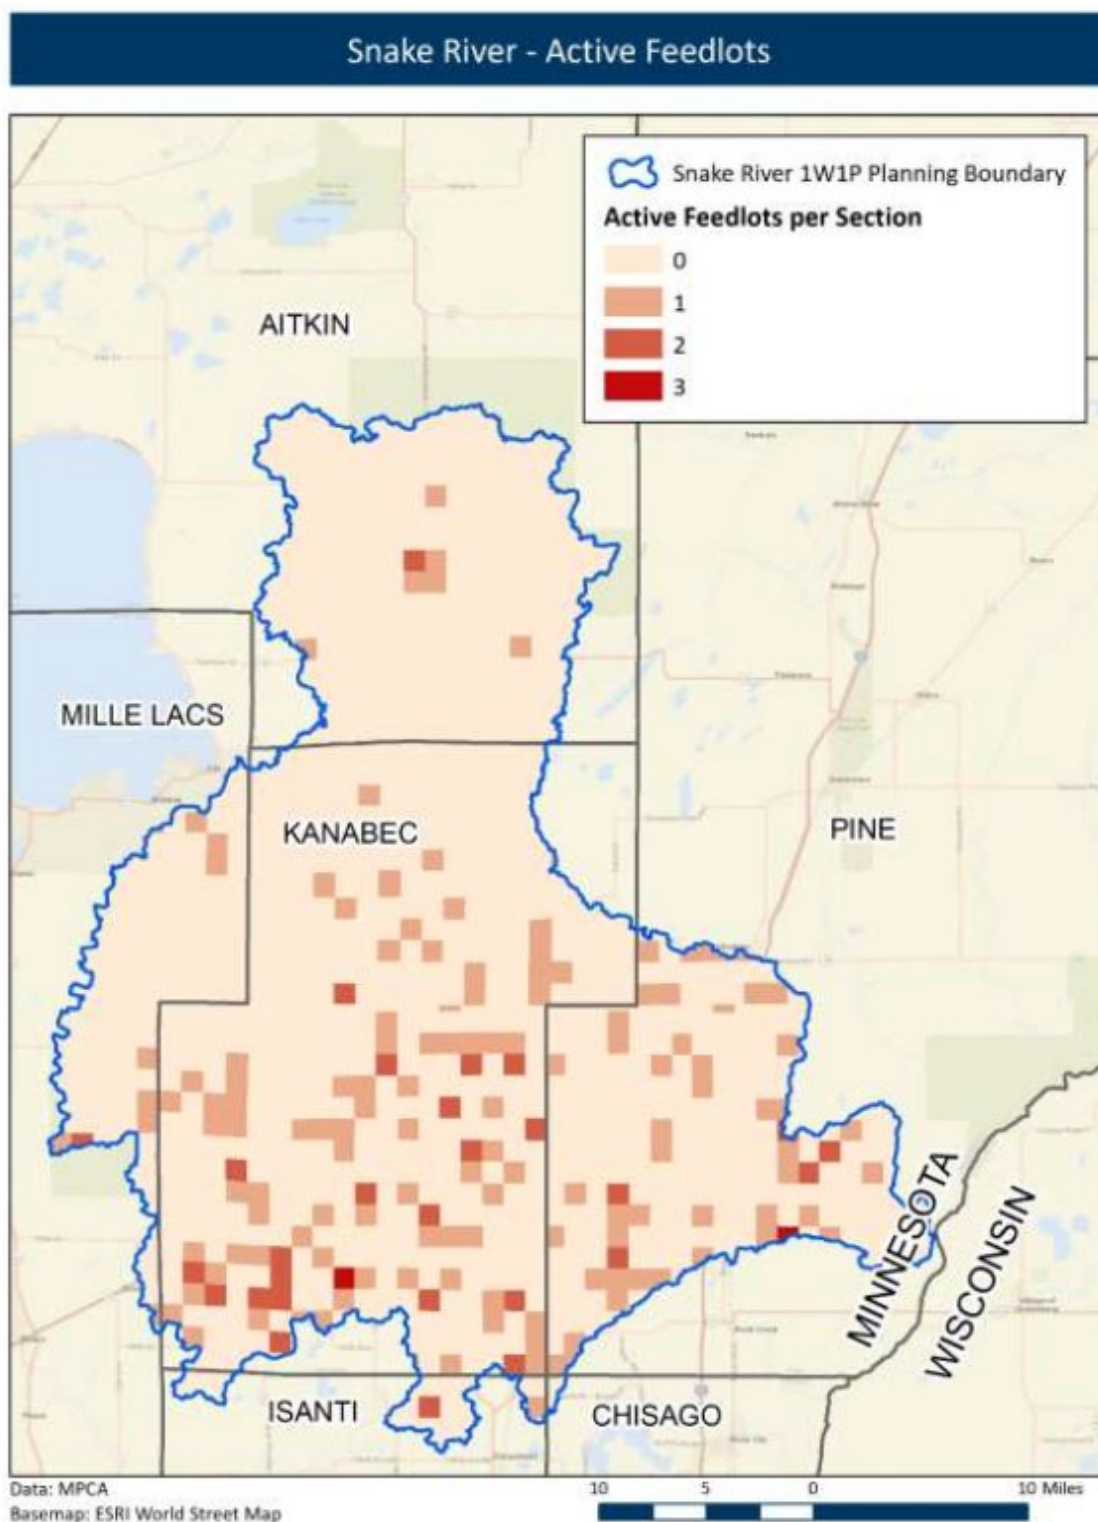 Snake River - Active Feedlots
Snake River 1W1P Planning Boundary
Active Feedlots per Section
0
1
2
3
AITKIN
MILLE LACS
KANABEC
PINE
MINNESOTA
WISCONSIN
ISANTI
CHISAGO
Data: MPCA
10 5 0 10 Miles
Basemap: ESRI World Street Map